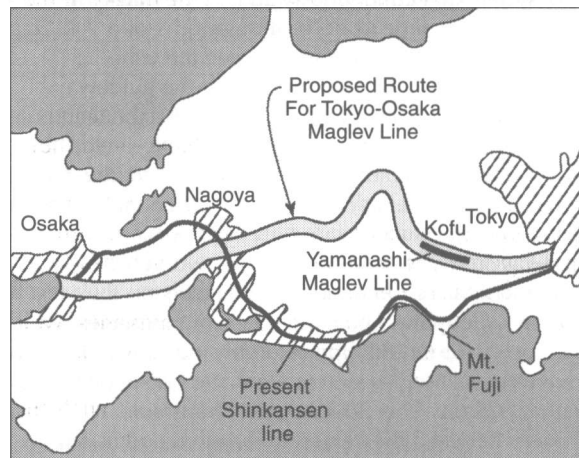 Proposed Route
For Tokyo-Osaka
Maglev Line
Nagoya
Osaka
Kofu
Tokyo
Yamanashi
Maglev Line
Mt.
Fuji
Present
Shinkansen
line